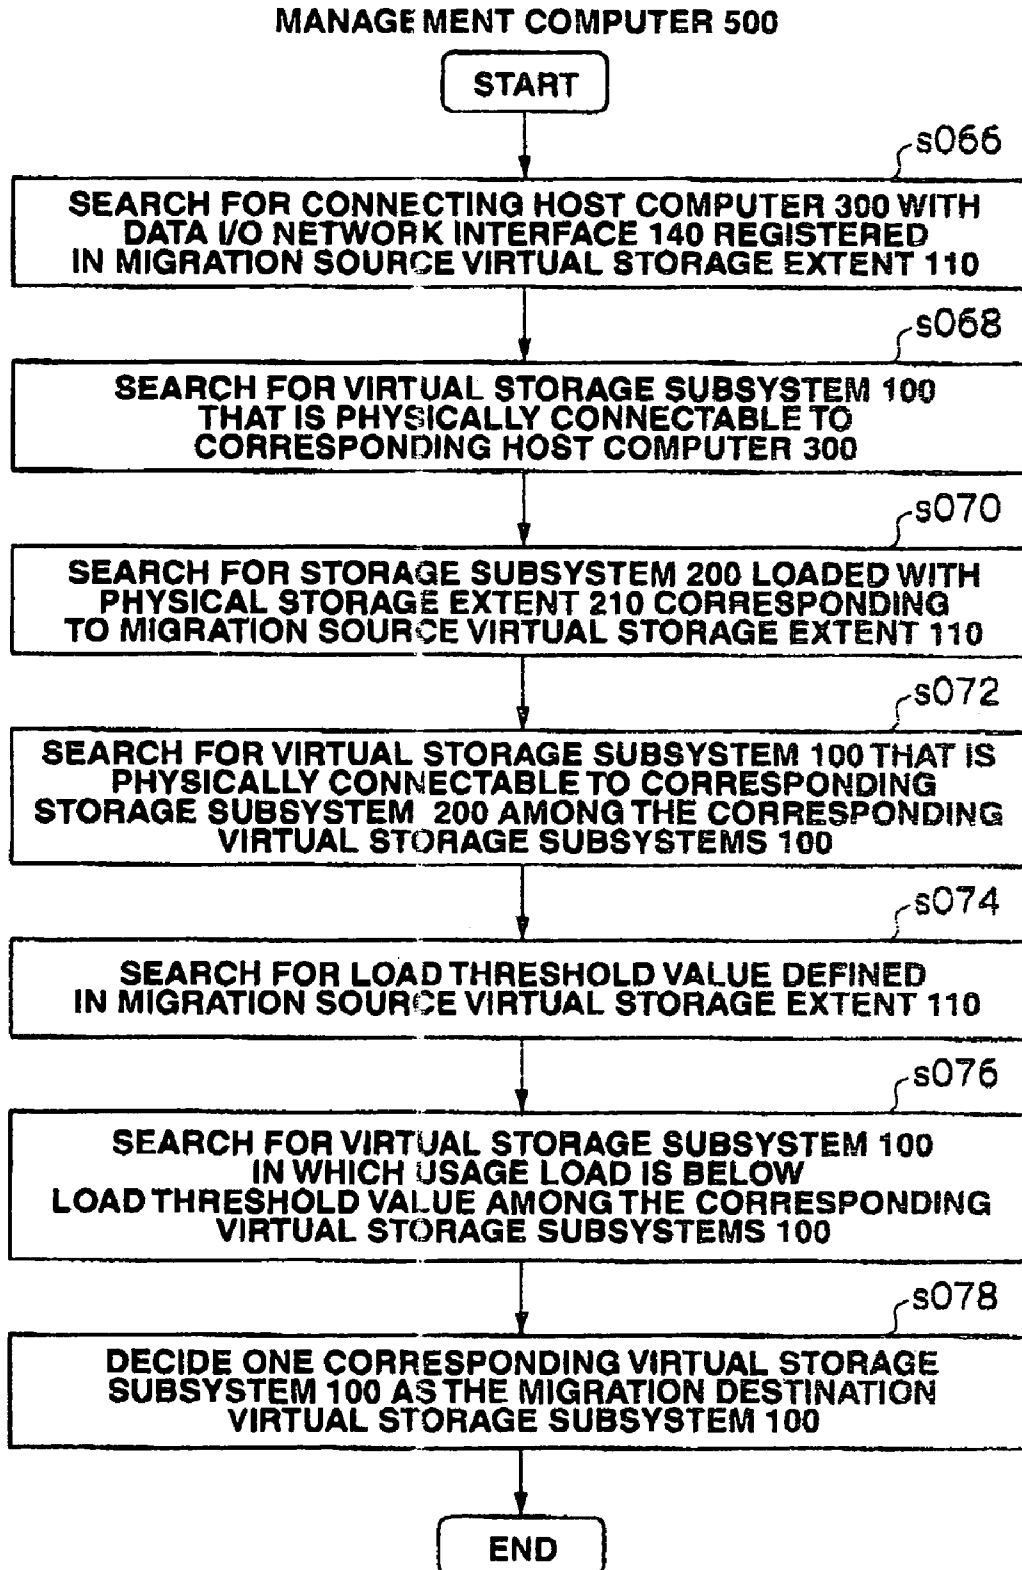 MANAGEMENT COMPUTER 500
START
s066
SEARCH FOR CONNECTING HOST COMPUTER 300 WITH
DATA I/O NETWORK INTERFACE 140 REGISTERED
IN MIGRATION SOURCE VIRTUAL STORAGE EXTENT 110
s068
SEARCH FOR VIRTUAL STORAGE SUBSYSTEM 100
THAT IS PHYSICALLY CONNECTABLE TO
CORRESPONDING HOST COMPUTER 300
s070
SEARCH FOR STORAGE SUBSYSTEM 200 LOADED WITH
PHYSICAL STORAGE EXTENT 210 CORRESPONDING
TO MIGRATION SOURCE VIRTUAL STORAGE EXTENT 110
s072
SEARCH FOR VIRTUAL STORAGE SUBSYSTEM 100 THAT IS
PHYSICALLY CONNECTABLE TO CORRESPONDING
STORAGE SUBSYSTEM 200 AMONG THE CORRESPONDING
VIRTUAL STORAGE SUBSYSTEMS 100
s074
SEARCH FOR LOAD THRESHOLD VALUE DEFINED
IN MIGRATION SOURCE VIRTUAL STORAGE EXTENT 110
s076
SEARCH FOR VIRTUAL STORAGE SUBSYSTEM 100
IN WHICH USAGE LOAD IS BELOW
LOAD THRESHOLD VALUE AMONG THE CORRESPONDING
VIRTUAL STORAGE SUBSYSTEMS 100
s078
DECIDE ONE CORRESPONDING VIRTUAL STORAGE
SUBSYSTEM 100 AS THE MIGRATION DESTINATION
VIRTUAL STORAGE SUBSYSTEM 100
END